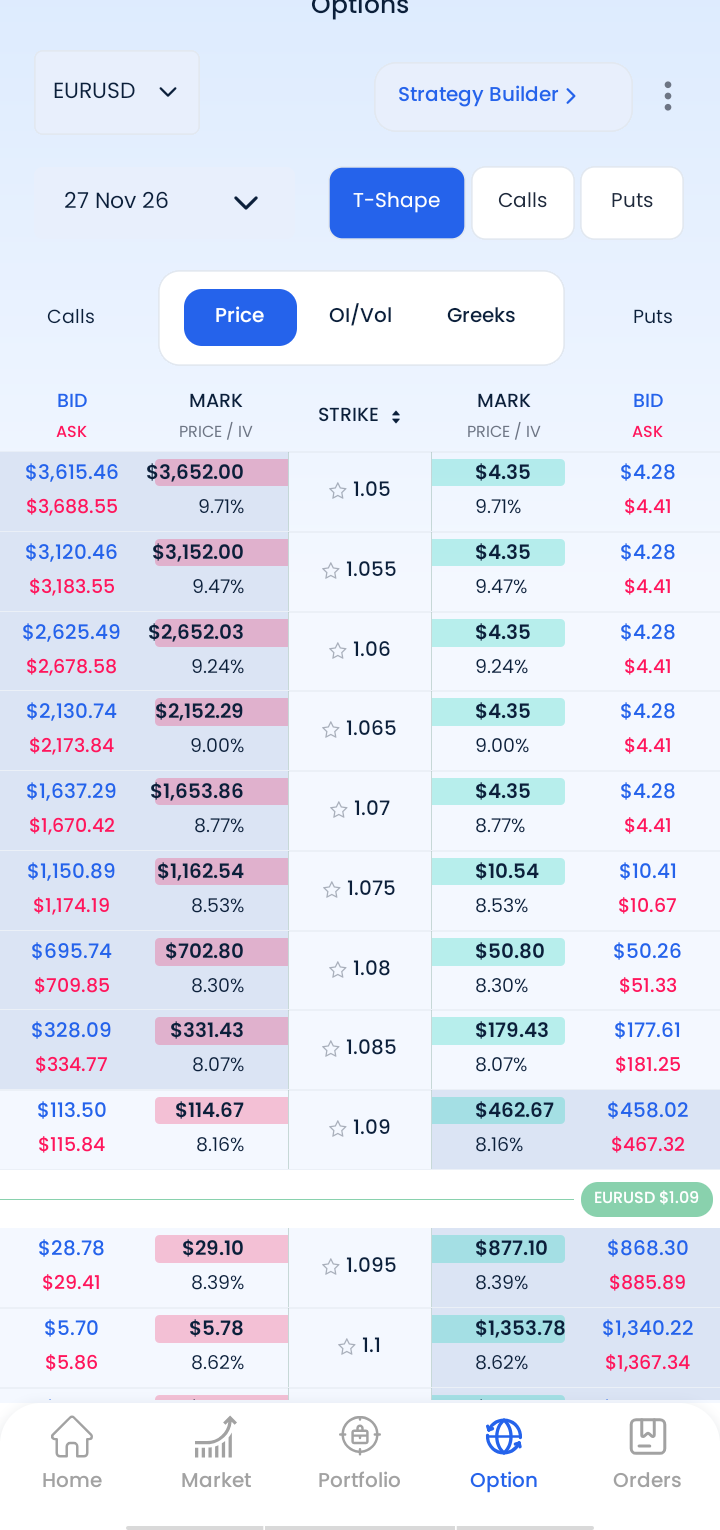 Options
EURUSD
Strategy Builder >
27 Nov 26
T-Shape Calls Puts
Calls Price OI/Vol Greeks Puts
BID MARK STRIKE MARK BID
ASK PRICE / IV PRICE / IV ASK
$3,615.46 $3,652.00 1.05 $4.35 $4.28
$3,688.55 9.71% 9.71% $4.41
$3,120.46 $3,152.00 1.055 $4.35 $4.28
$3,183.55 9.47% 9.47% $4.41
$2,625.49 $2,652.03 1.06 $4.35 $4.28
$2,678.58 9.24% 9.24% $4.41
$2,130.74 $2,152.29 1.065 $4.35 $4.28
$2,173.84 9.00% 9.00% $4.41
$1,637.29 $1,653.86 1.07 $4.35 $4.28
$1,670.42 8.77% 8.77% $4.41
$1,150.89 $1,162.54 1.075 $10.54 $10.41
$1,174.19 8.53% 8.53% $10.67
$695.74 $702.80 1.08 $50.80 $50.26
$709.85 8.30% 8.30% $51.33
$328.09 $331.43 1.085 $179.43 $177.61
$334.77 8.07% 8.07% $181.25
$113.50 $114.67 1.09 $462.67 $458.02
$115.84 8.16% 8.16% $467.32
EURUSD $1.09
$28.78 $29.10 1.095 $877.10 $868.30
$29.41 8.39% 8.39% $885.89
$5.70 $5.78 1.1 $1,353.78 $1,340.22
$5.86 8.62% 8.62% $1,367.34
Home Market Portfolio Option Orders